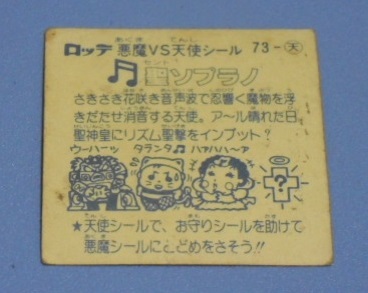 ロッテ 悪魔VS天使シール 73-天
聖ソプラノ
さきさき花咲き音声波で忍響く魔物を浮
きだたせ消音する天使。ア〜ル晴れた日、
聖神皇にリズム聖撃をインプット?
ウーハーッ タランタ♫ ハァハハ〜ァ
★天使シールで、お守りシールを助けて
悪魔シールにとどめをさそう!!